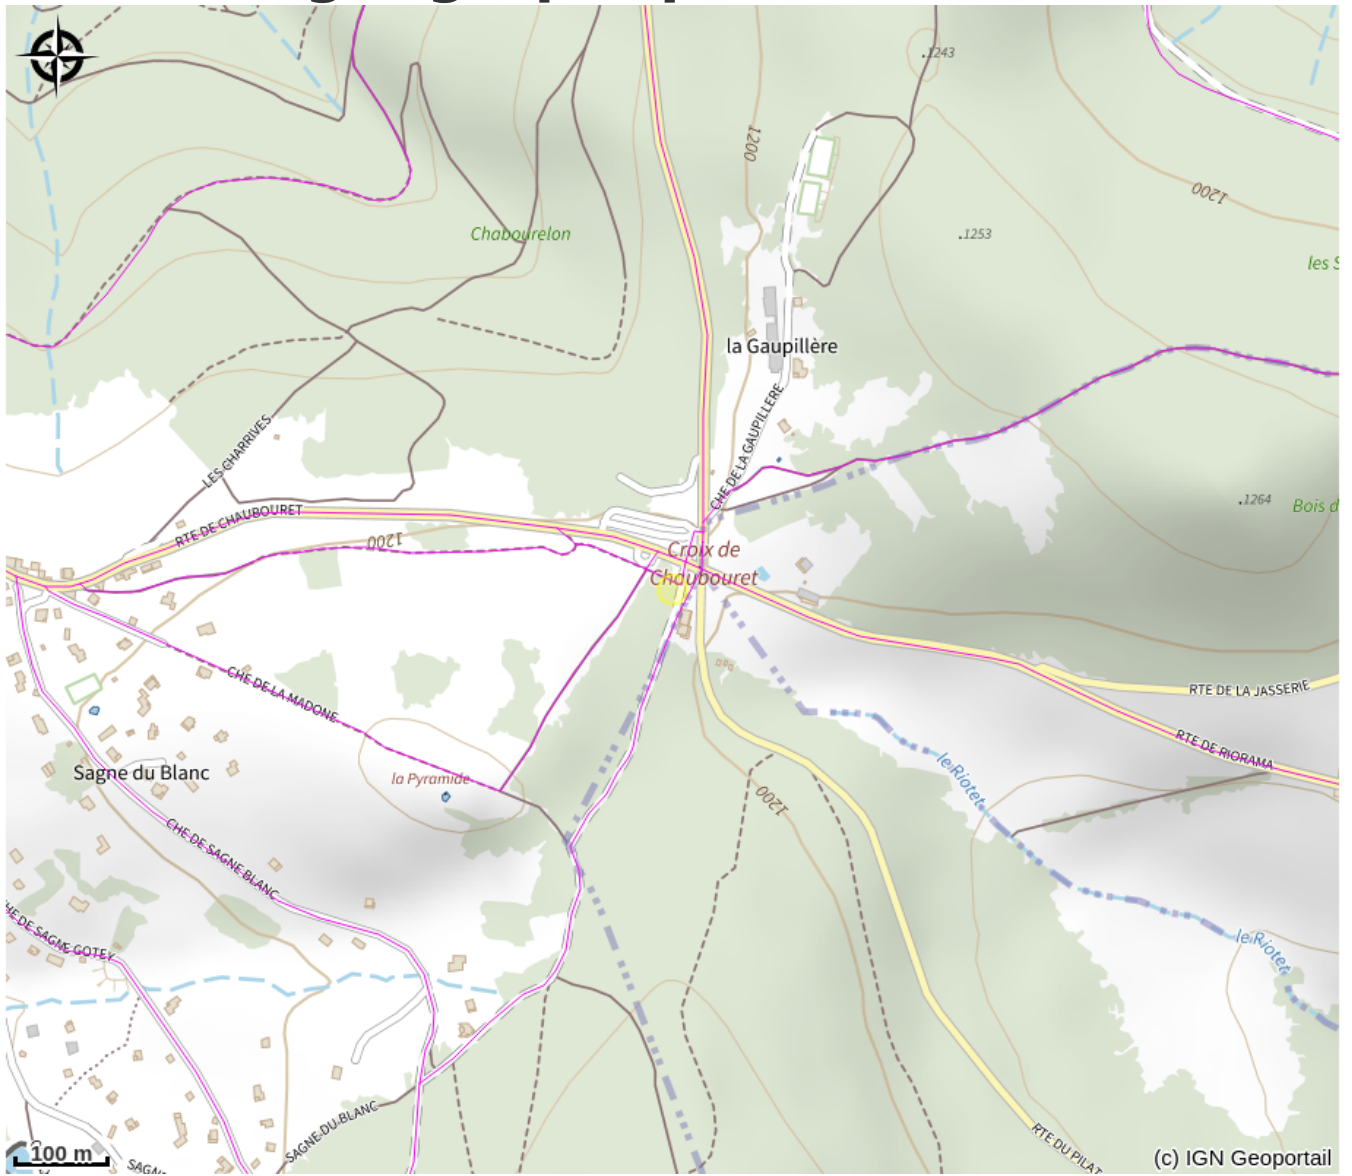 .1243
1200
1200
Chabourelon
.1253
les S
la Gaupillère
CHE DE LA GAUPILLERE
LES CHARRIVES
.1264
Bois d
RTE DE CHAUBOURET
1200
Croix de
Chaubouret
CHE DE LA MADONE
RTE DE LA JASSERIE
RTE DE RIORAMA
la Pyramide
Sagne du Blanc
le Riotet
1200
CHE DE SAGNE BLANC
HE DE SAGNE GOTEY
le Riotet
SAGNE-DU-BLANC
RTE DU PILAT
100 m
SAGN
(c) IGN Geoportail